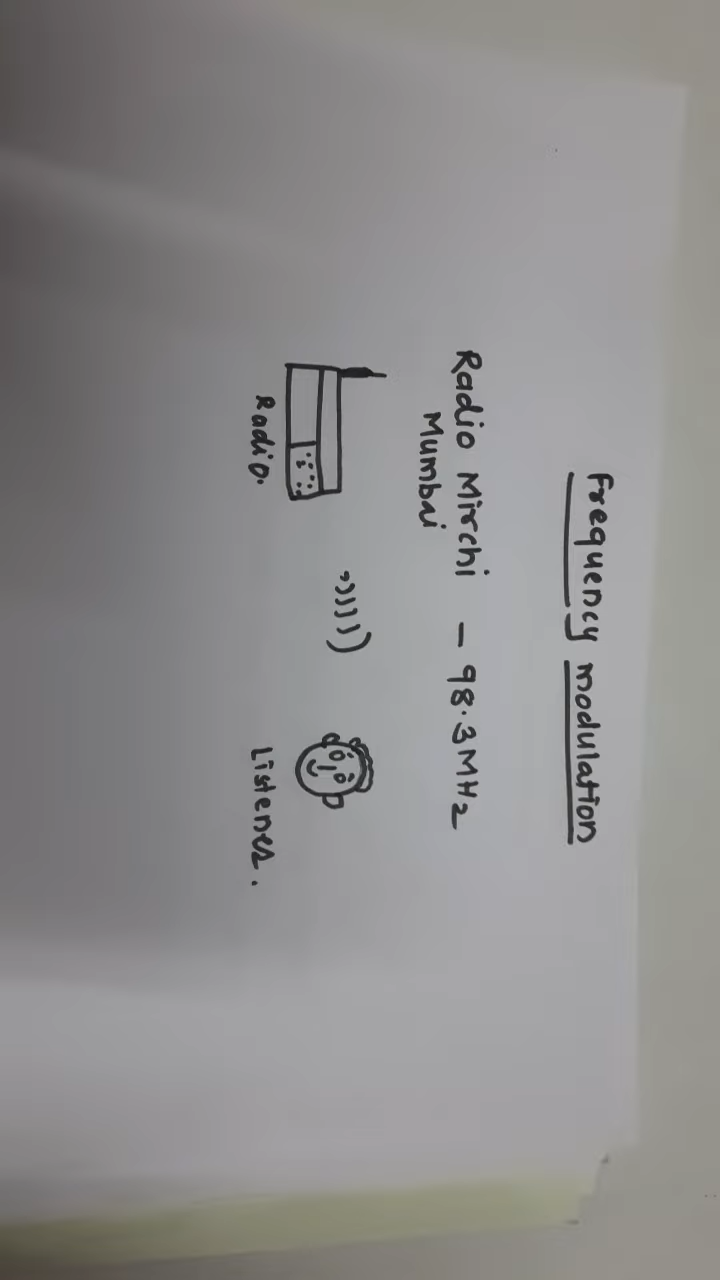 Frequency modulation
Radio Mirchi - 98.3MHz
Mumbai
Radio.
Listener.